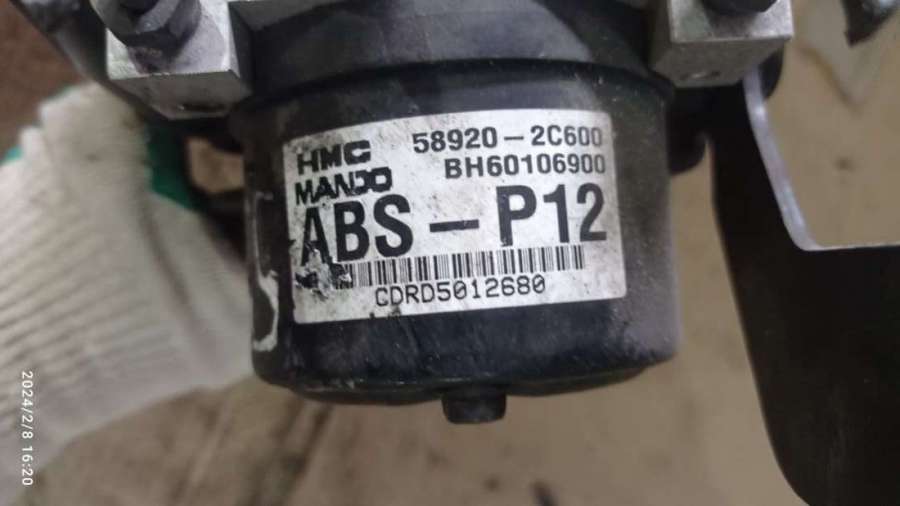 HMC 58920-2C600
MANDO BH60106900
ABS-P12
CDRD5012680
2024/2/8 16:20